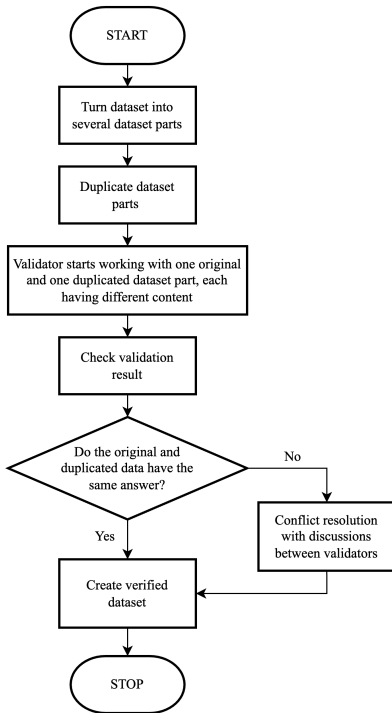 START
Turn dataset into
several dataset parts
Duplicate dataset
parts
Validator starts working with one original
and one duplicated dataset part, each
having different content
Check validation
result
Do the original and
duplicated data have the
same answer?
No
Yes
Conflict resolution
with discussions
between validators
Create verified
dataset
STOP